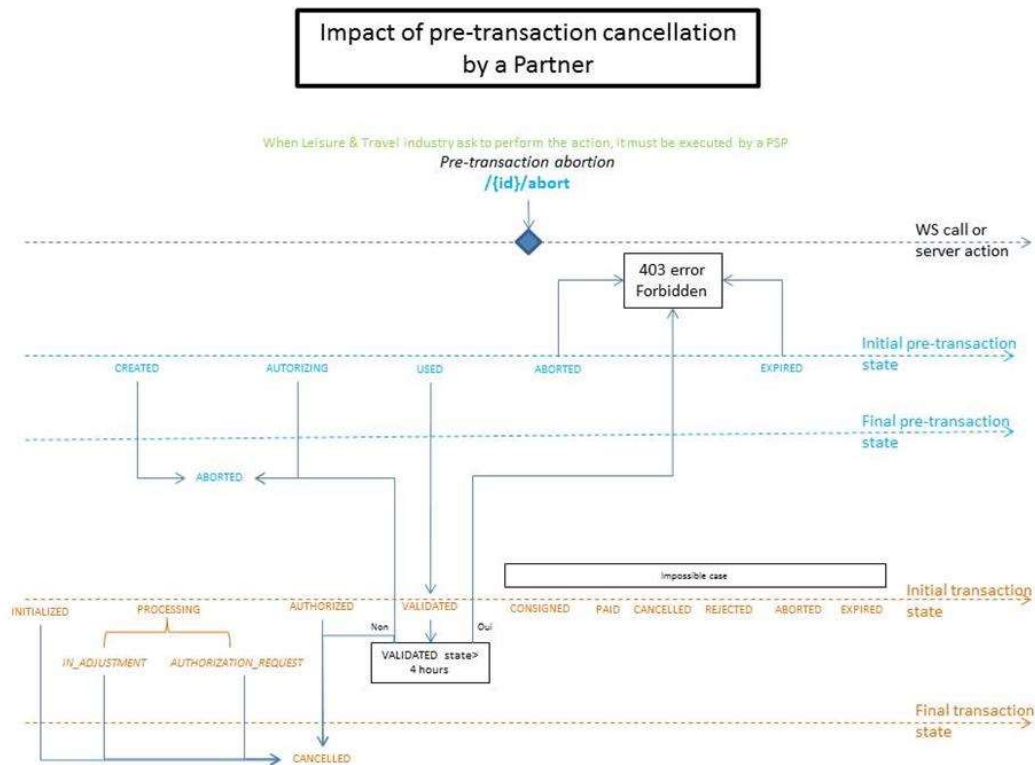 Impact of pre-transaction cancellation
by a Partner
When Leisure & Travel industry ask to perform the action, it must be executed by a PSP
Pre-transaction abortion
/{id}/abort
WS call or
server action
403 error
Forbidden
Initial pre-transaction
state
CREATED
AUTORIZING
USED
ABORTED
EXPIRED
Final pre-transaction
state
ABORTED
Impossible case
Initial transaction
state
INITIALIZED
PROCESSING
AUTHORIZED
VALIDATED
CONSIGNED
PAID
CANCELLED
REJECTED
ABORTED
EXPIRED
Non
Oui
VALIDATED state>
4 hours
IN_ADJUSTMENT
AUTHORIZATION_REQUEST
Final transaction
state
CANCELLED